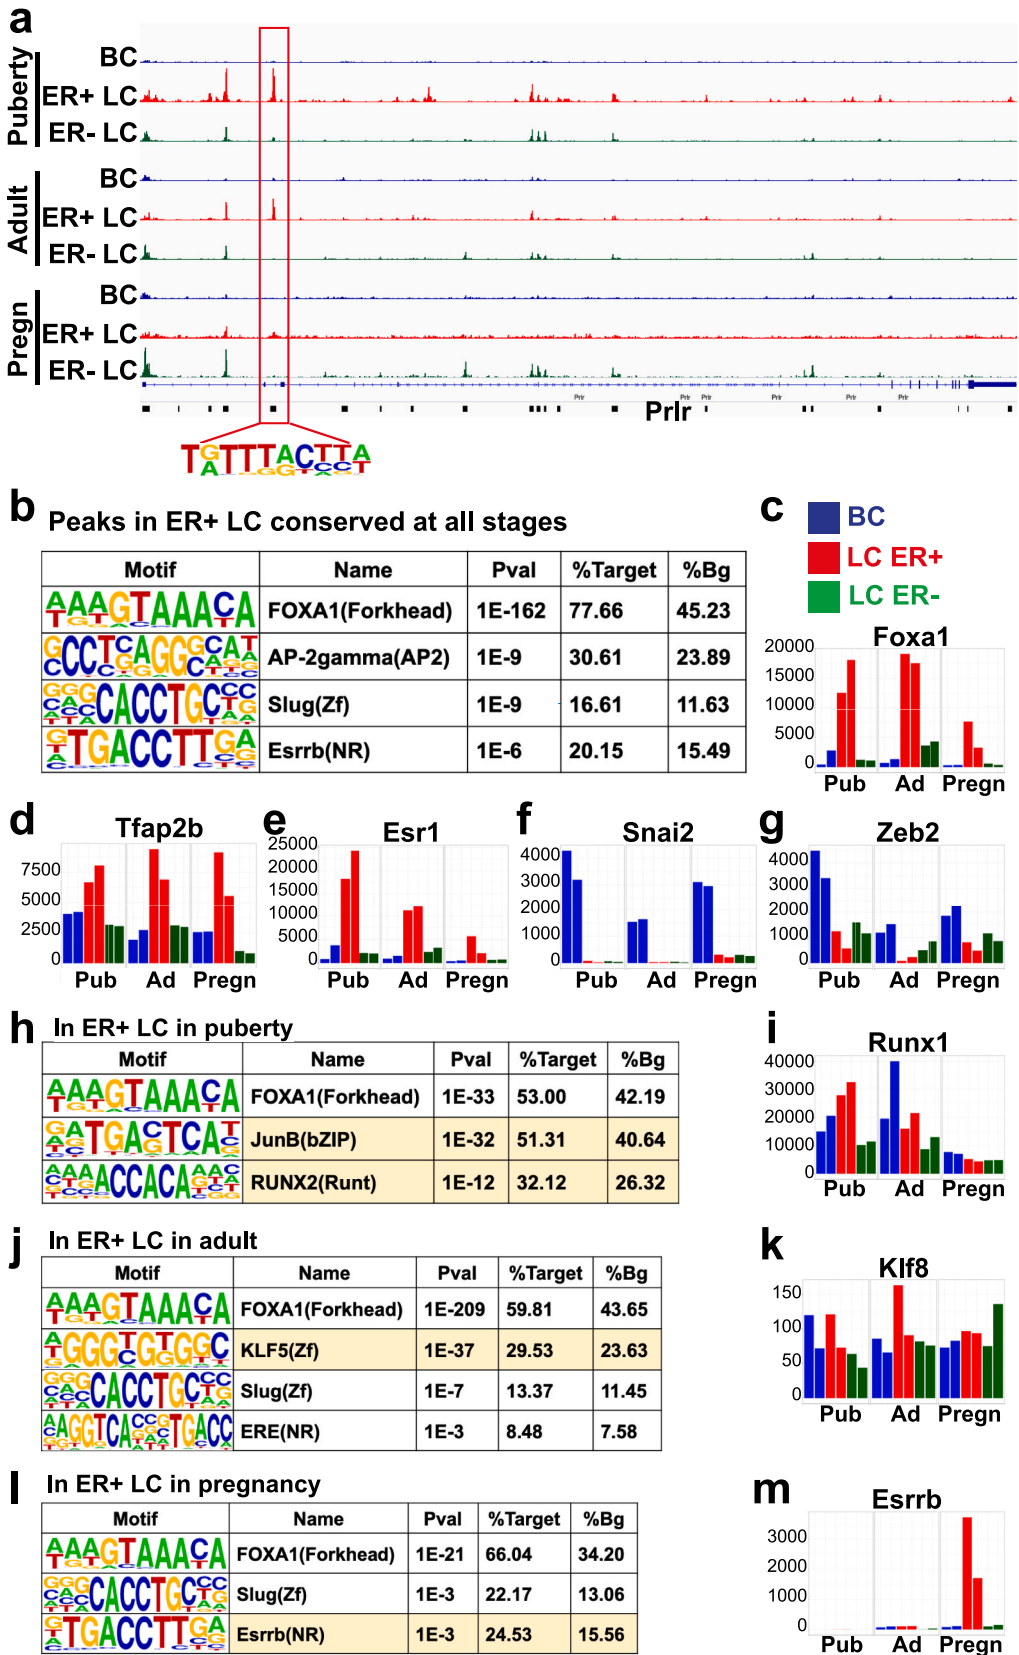 a
Puberty
BC
ER+ LC
ER- LC
Adult
BC
ER+ LC
ER- LC
Pregn
BC
ER+ LC
ER- LC
Prlr Prlr Prlr Prlr Prlr
Prlr
b Peaks in ER+ LC conserved at all stages
Motif Name Pval %Target %Bg
FOXA1(Forkhead) 1E-162 77.66 45.23
AP-2gamma(AP2) 1E-9 30.61 23.89
Slug(Zf) 1E-9 16.61 11.63
Esrrb(NR) 1E-6 20.15 15.49
c
BC
LC ER+
LC ER-
Foxa1
20000
15000
10000
5000
0
Pub Ad Pregn
d
Tfap2b
7500
5000
2500
0
Pub Ad Pregn
e
Esr1
25000
20000
15000
10000
5000
0
Pub Ad Pregn
f
Snai2
4000
3000
2000
1000
0
Pub Ad Pregn
g
Zeb2
4000
3000
2000
1000
0
Pub Ad Pregn
h In ER+ LC in puberty
Motif Name Pval %Target %Bg
FOXA1(Forkhead) 1E-33 53.00 42.19
JunB(bZIP) 1E-32 51.31 40.64
RUNX2(Runt) 1E-12 32.12 26.32
i
Runx1
40000
30000
20000
10000
0
Pub Ad Pregn
j In ER+ LC in adult
Motif Name Pval %Target %Bg
FOXA1(Forkhead) 1E-209 59.81 43.65
KLF5(Zf) 1E-37 29.53 23.63
Slug(Zf) 1E-7 13.37 11.45
ERE(NR) 1E-3 8.48 7.58
k
Klf8
150
100
50
0
Pub Ad Pregn
l In ER+ LC in pregnancy
Motif Name Pval %Target %Bg
FOXA1(Forkhead) 1E-21 66.04 34.20
Slug(Zf) 1E-3 22.17 13.06
Esrrb(NR) 1E-3 24.53 15.56
m
Esrrb
3000
2000
1000
0
Pub Ad Pregn